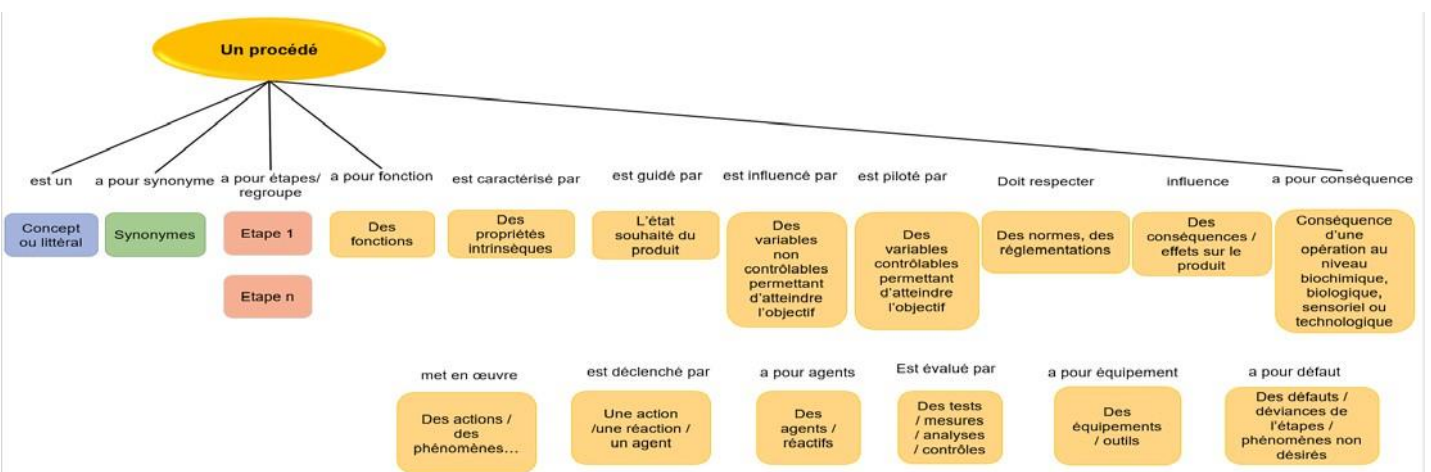 Un procédé
est un
a pour synonyme
a pour étapes/
regroupe
a pour fonction
est caractérisé par
est guidé par
est influencé par
est piloté par
Doit respecter
influence
a pour conséquence
Concept
ou littéral
Synonymes
Etape 1
Etape n
Des
fonctions
Des
propriétés
intrinsèques
L'état
souhaité du
produit
Des
variables
non
contrôlables
permettant
d'atteindre
l'objectif
Des
variables
contrôlables
permettant
d'atteindre
l'objectif
Des normes, des
réglementations
Des
conséquences /
effets sur le
produit
Conséquence
d'une
opération au
niveau
biochimique,
biologique,
sensoriel ou
technologique
met en œuvre
est déclenché par
a pour agents
Est évalué par
a pour équipement
a pour défaut
Des actions /
des
phénomènes...
Une action
/une réaction /
un agent
Des
agents /
réactifs
Des tests
/ mesures
/ analyses
/ contrôles
Des
équipements
/ outils
Des défauts /
déviances de
l'étapes /
phénomènes non
désirés